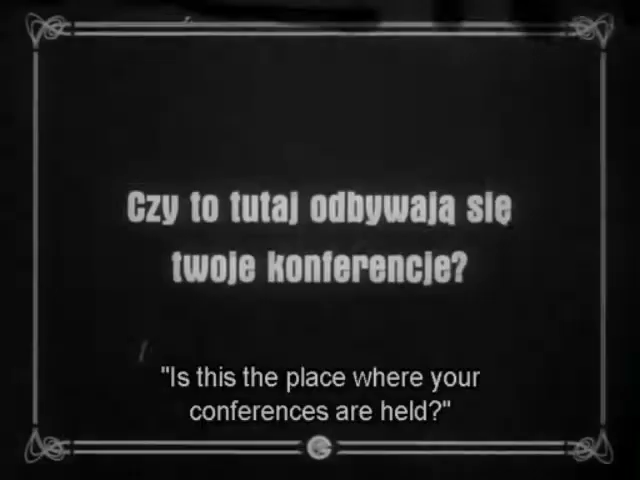 Czy to tutaj odbywają się
twoje konferencje?
"Is this the place where your
conferences are held?"